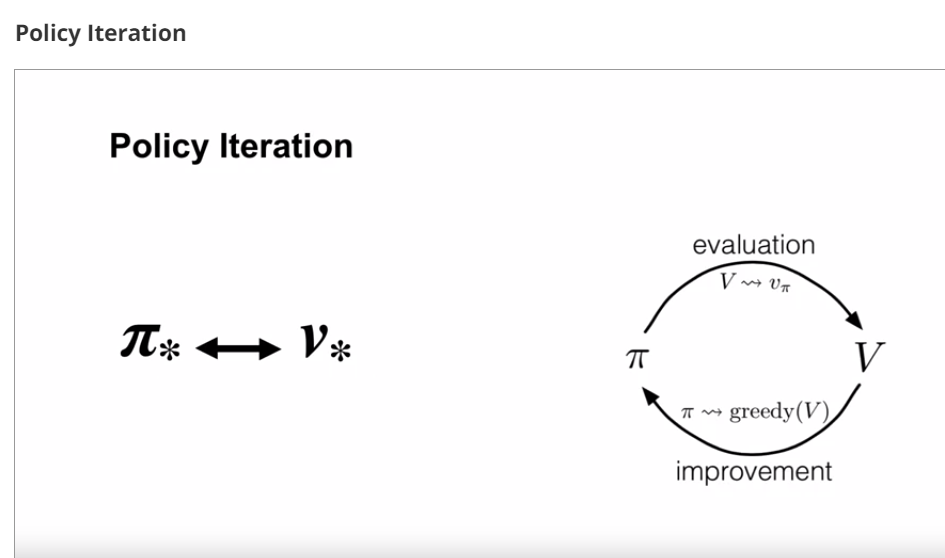 Policy Iteration
Policy Iteration
π* ↔ v*
evaluation
V ⇝ vπ
π
V
π ⇝ greedy(V)
improvement